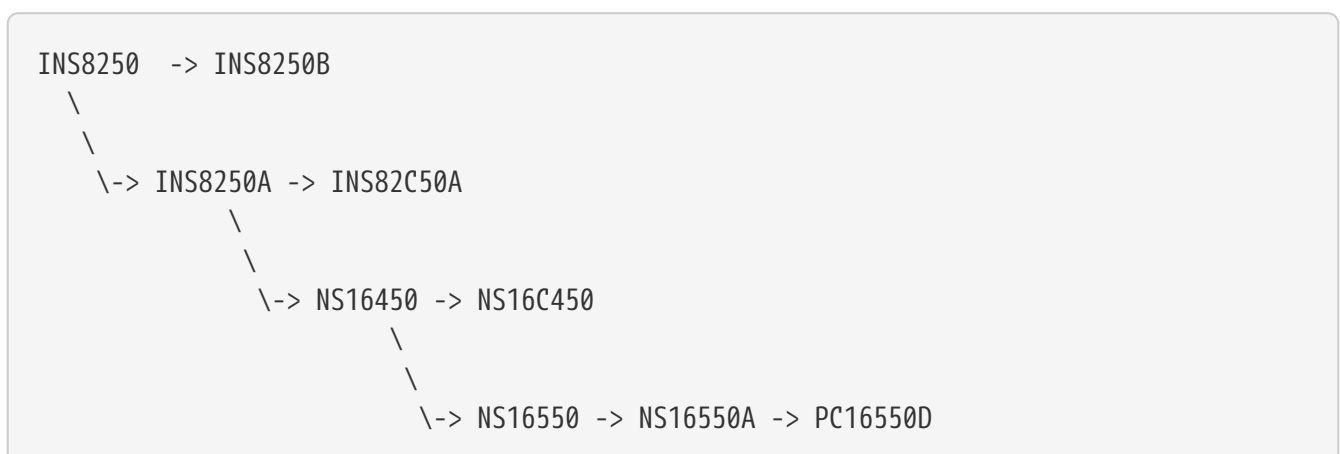 INS8250  -> INS8250B
  \
   \
    \-> INS8250A -> INS82C50A
             \
              \
               \-> NS16450 -> NS16C450
                        \
                         \
                          \-> NS16550 -> NS16550A -> PC16550D